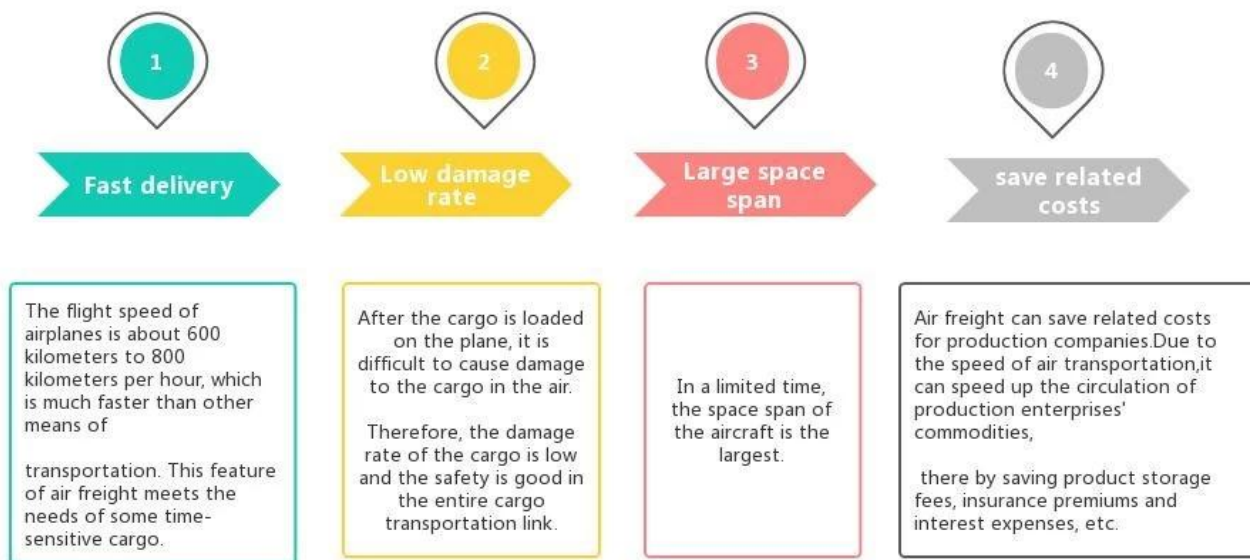 1
Fast delivery
The flight speed of
airplanes is about 600
kilometers to 800
kilometers per hour, which
is much faster than other
means of
transportation. This feature
of air freight meets the
needs of some time-
sensitive cargo.
2
Low damage
rate
After the cargo is loaded
on the plane, it is
difficult to cause damage
to the cargo in the air.
Therefore, the damage
rate of the cargo is low
and the safety is good in
the entire cargo
transportation link.
3
Large space
span
In a limited time,
the space span of
the aircraft is the
largest.
4
save related
costs
Air freight can save related costs
for production companies.Due to
the speed of air transportation,it
can speed up the circulation of
production enterprises'
commodities,
there by saving product storage
fees, insurance premiums and
interest expenses, etc.